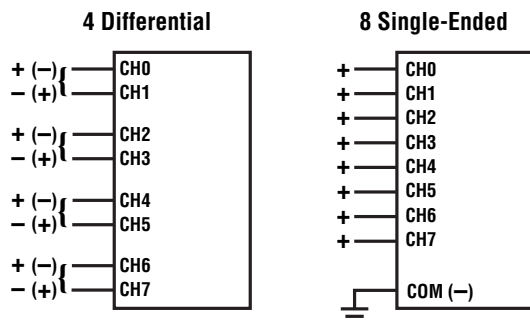 4 Differential
+ (–) { CH0
– (+) CH1
+ (–) { CH2
– (+) CH3
+ (–) { CH4
– (+) CH5
+ (–) { CH6
– (+) CH7
8 Single-Ended
+ CH0
+ CH1
+ CH2
+ CH3
+ CH4
+ CH5
+ CH6
+ CH7
COM (–)